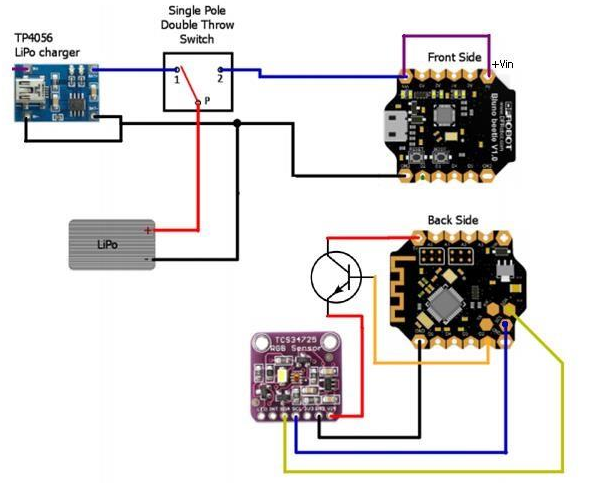 Single Pole
Double Throw
Switch
TP4056
LiPo charger
1
2
P
Front Side
+Vin
Bluno beetle V1.0
DFROBOT
LiPo
+
-
Back Side
TCS34725
RGB Sensor
LED INT SDA SCL 3V3 GND VIN